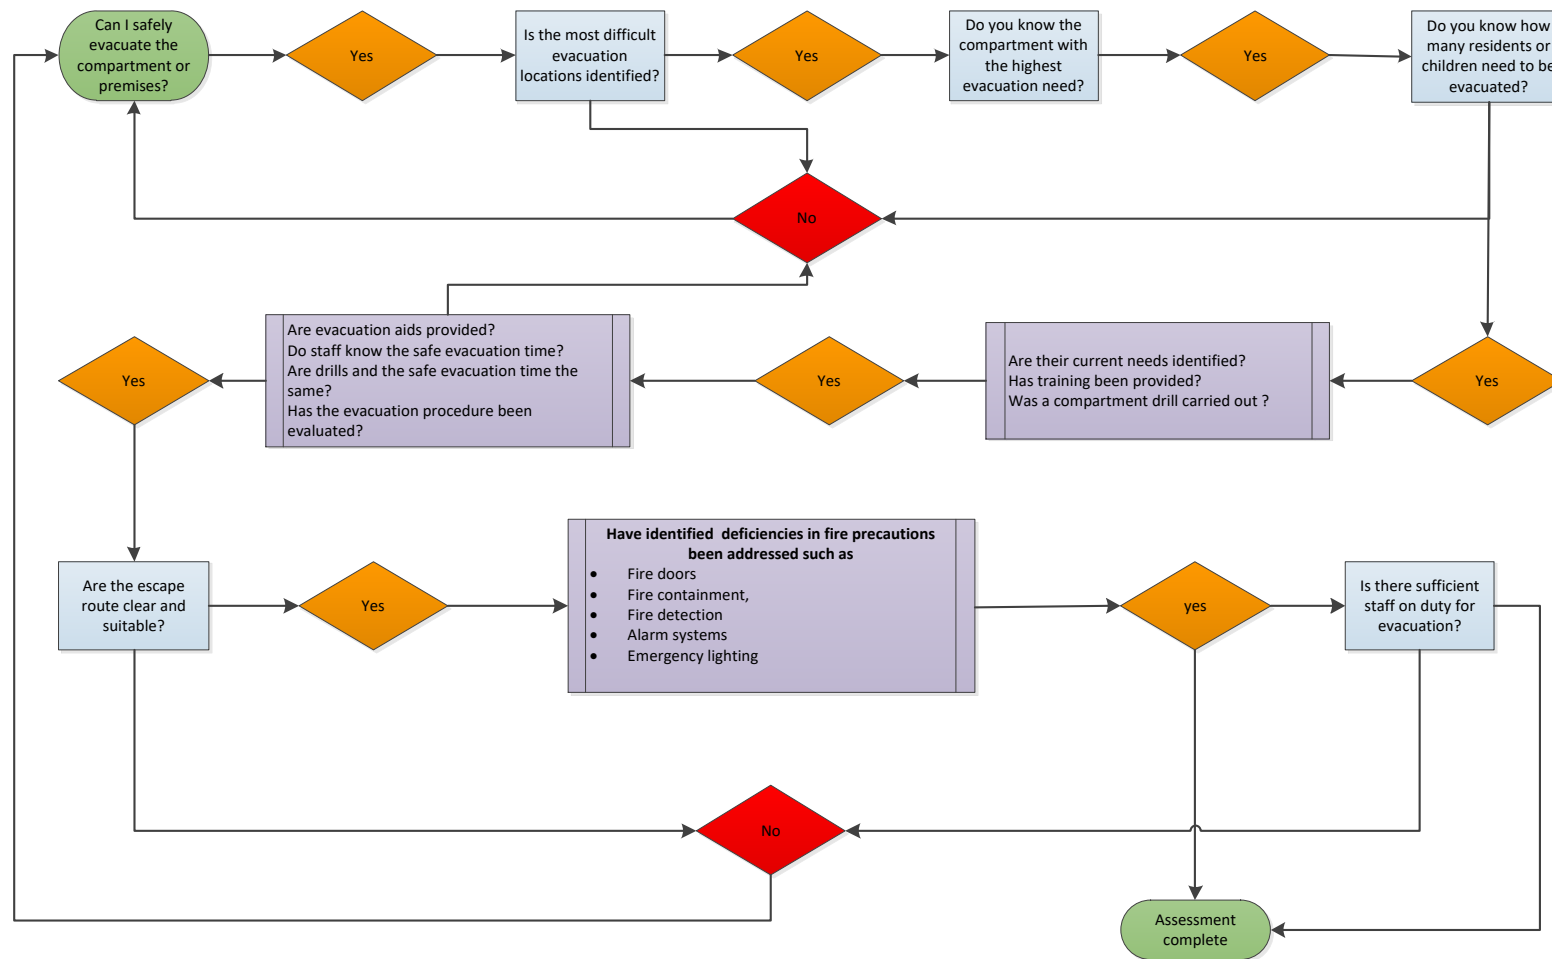 Can I safely
evacuate the
compartment or
premises?
Yes
Is the most difficult
evacuation
locations identified?
Yes
Do you know the
compartment with
the highest
evacuation need?
Yes
Do you know how
many residents or
children need to be
evacuated?
No
Yes
Are evacuation aids provided?
Do staff know the safe evacuation time?
Are drills and the safe evacuation time the
same?
Has the evacuation procedure been
evaluated?
Yes
Are their current needs identified?
Has training been provided?
Was a compartment drill carried out ?
Yes
Are the escape
route clear and
suitable?
Yes
Have identified deficiencies in fire precautions
been addressed such as
• Fire doors
• Fire containment,
• Fire detection
• Alarm systems
• Emergency lighting
yes
Is there sufficient
staff on duty for
evacuation?
No
Assessment
complete